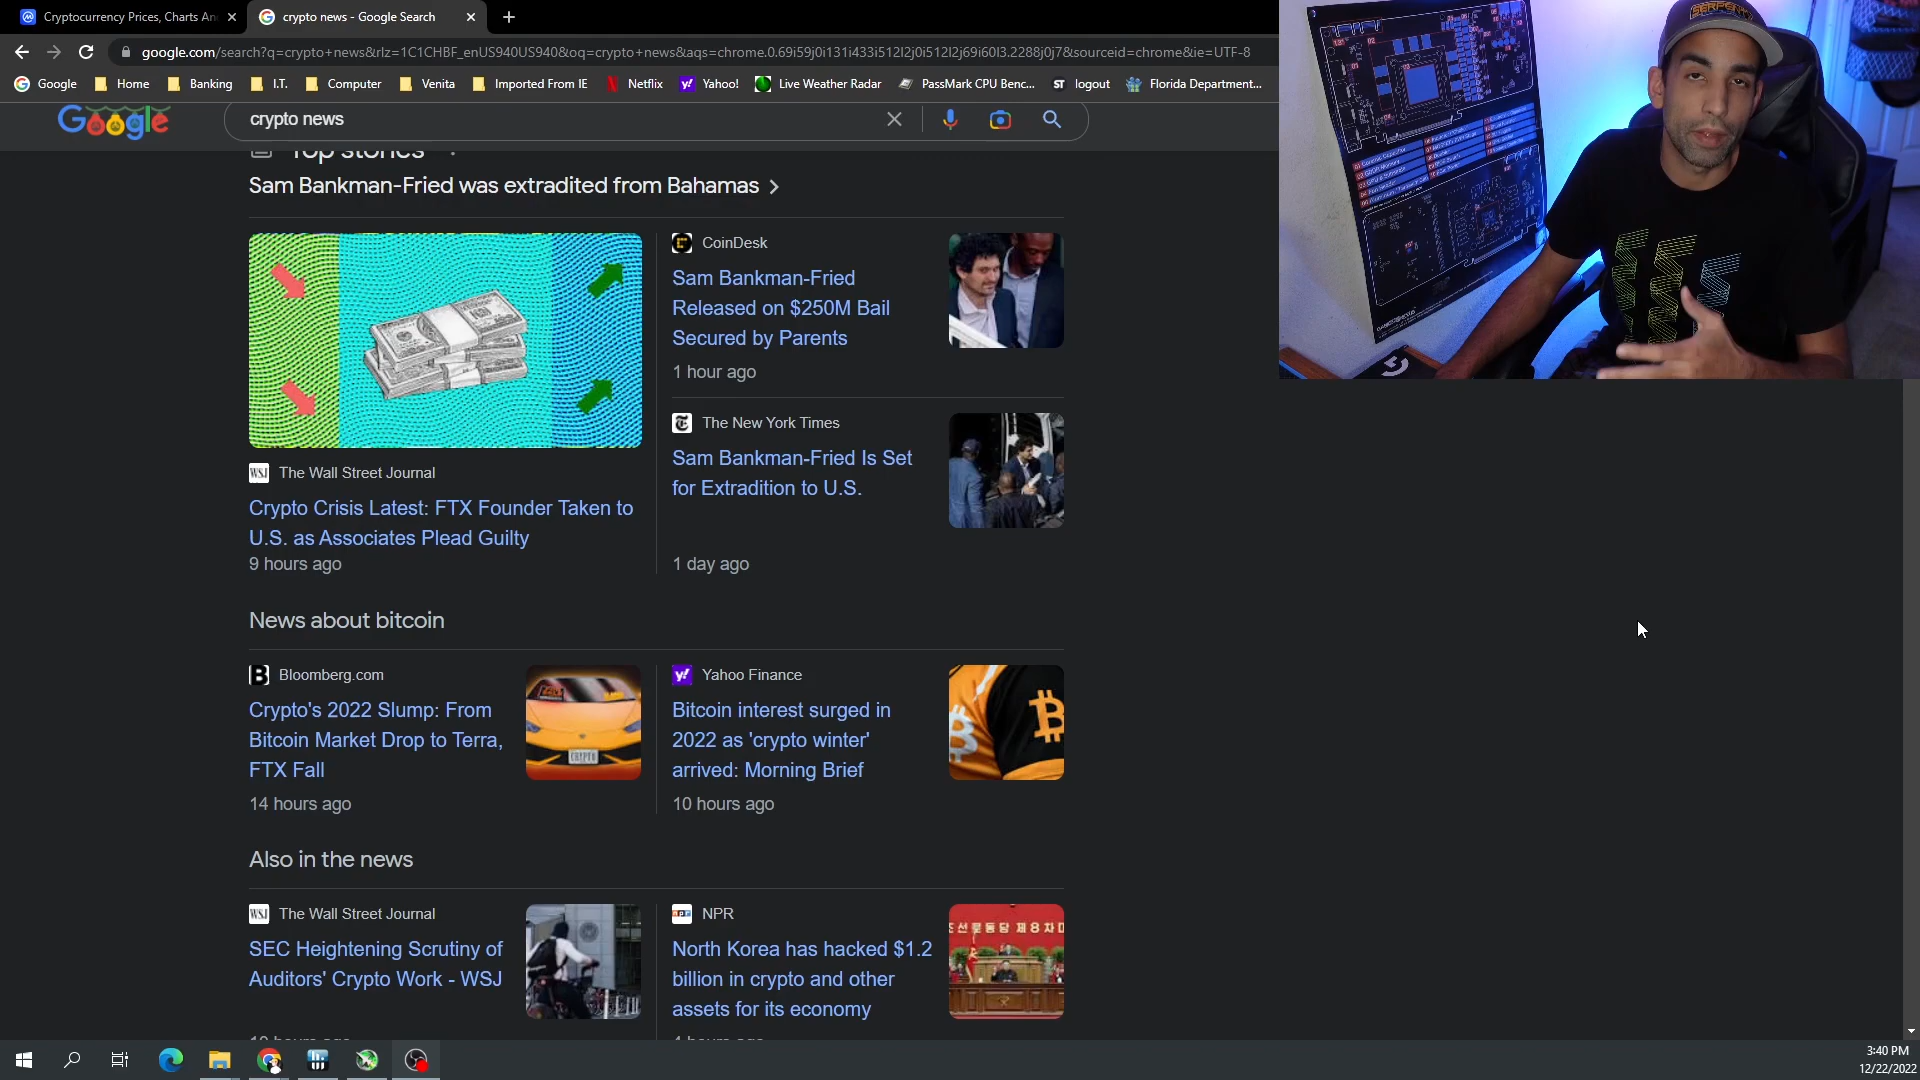 Cryptocurrency Prices, Charts An
crypto news - Google Search
google.com/search?q=crypto+news&rlz=1C1CHBF_enUS940US940&oq=crypto+news&aqs=chrome.0.69i59j0i131i433i512l2j0i512l2j69i60l3.2288j0j7&sourceid=chrome&ie=UTF-8
Google
Home
Banking
I.T.
Computer
Venita
Imported From IE
Netflix
Yahoo!
Live Weather Radar
PassMark CPU Benc...
logout
Florida Department...
Google
crypto news
Top stories
Sam Bankman-Fried was extradited from Bahamas
The Wall Street Journal
Crypto Crisis Latest: FTX Founder Taken to
U.S. as Associates Plead Guilty
9 hours ago
CoinDesk
Sam Bankman-Fried
Released on $250M Bail
Secured by Parents
1 hour ago
The New York Times
Sam Bankman-Fried Is Set
for Extradition to U.S.
1 day ago
News about bitcoin
Bloomberg.com
Crypto's 2022 Slump: From
Bitcoin Market Drop to Terra,
FTX Fall
14 hours ago
CRYPTO
Yahoo Finance
Bitcoin interest surged in
2022 as 'crypto winter'
arrived: Morning Brief
10 hours ago
Also in the news
The Wall Street Journal
SEC Heightening Scrutiny of
Auditors' Crypto Work - WSJ
NPR
North Korea has hacked $1.2
billion in crypto and other
assets for its economy
3:40 PM
12/22/2022